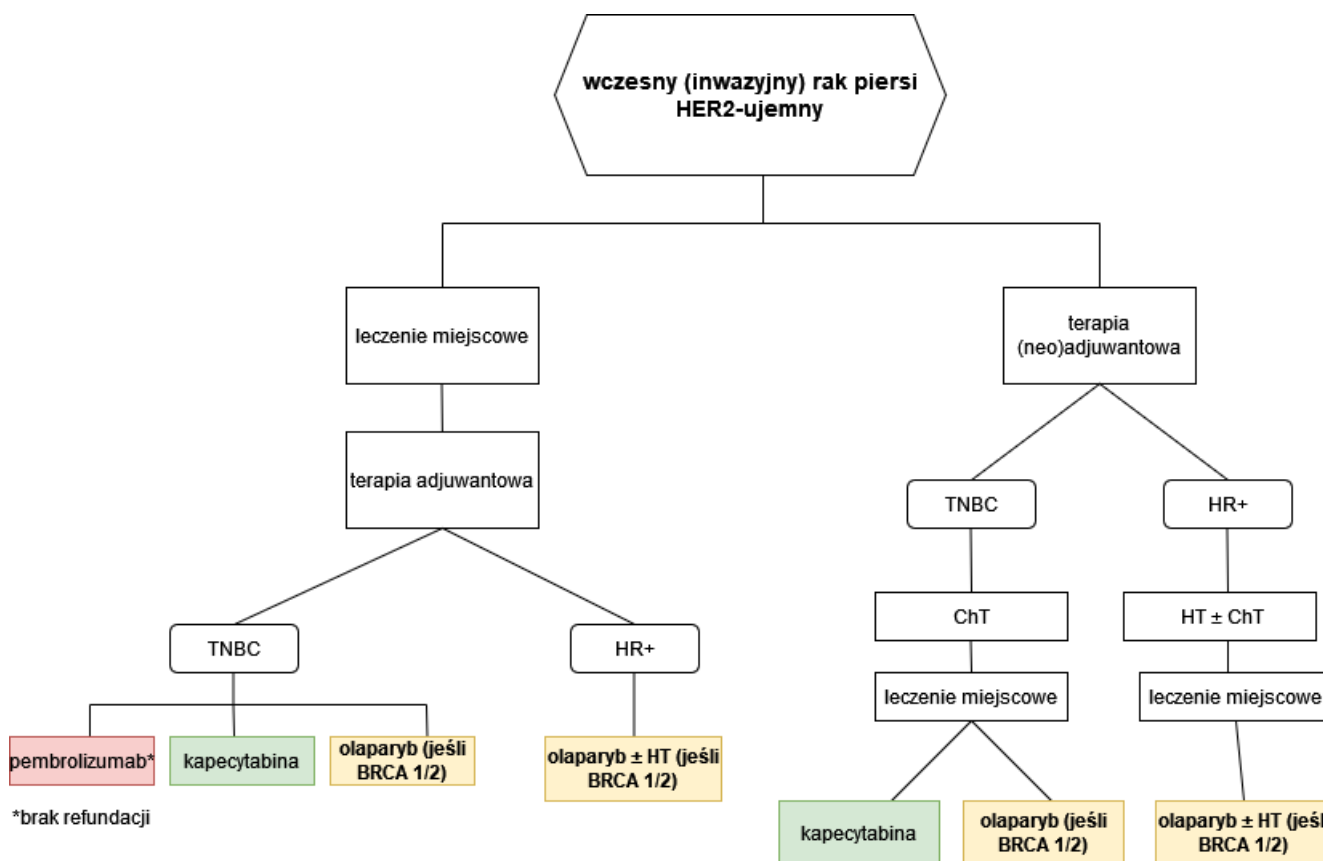 wczesny (inwazyjny) rak piersi
HER2-ujemny
leczenie miejscowe
terapia
(neo)adjuwantowa
terapia adjuwantowa
TNBC
HR+
ChT
HT ± ChT
TNBC
HR+
leczenie miejscowe
leczenie miejscowe
pembrolizumab*
kapecytabina
olaparyb (jeśli
BRCA 1/2)
olaparyb ± HT (jeśli
BRCA 1/2)
*brak refundacji
kapecytabina
olaparyb (jeśli
BRCA 1/2)
olaparyb ± HT (jeśli
BRCA 1/2)